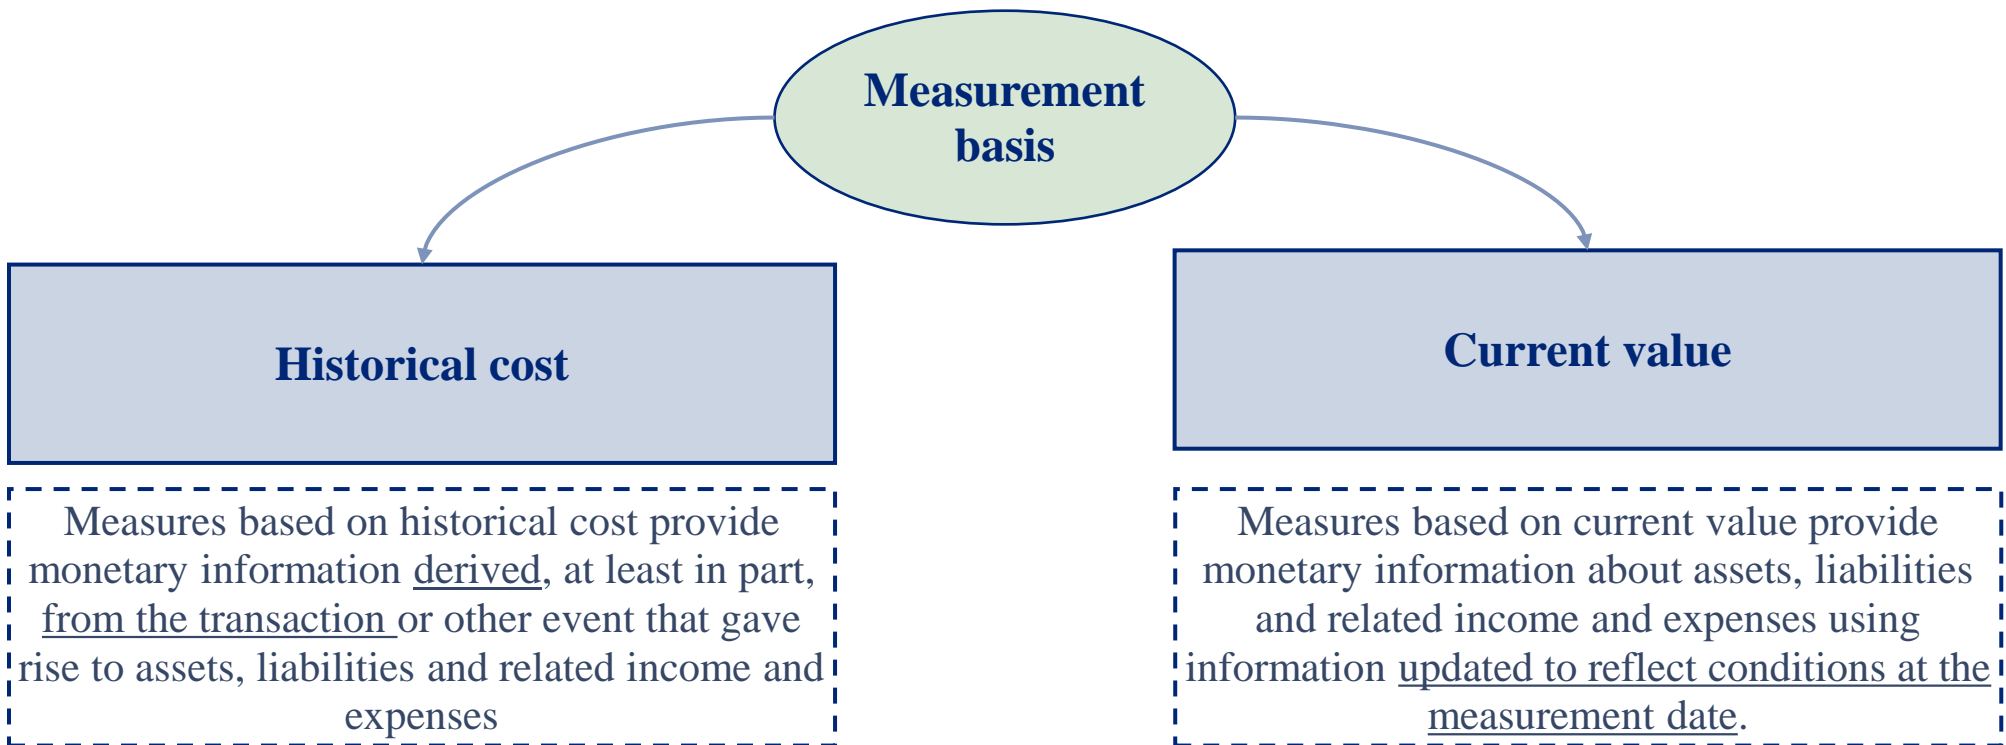 Measurement
basis
Historical cost
Measures based on historical cost provide
monetary information derived, at least in part,
from the transaction or other event that gave
rise to assets, liabilities and related income and
expenses
Current value
Measures based on current value provide
monetary information about assets, liabilities
and related income and expenses using
information updated to reflect conditions at the
measurement date.